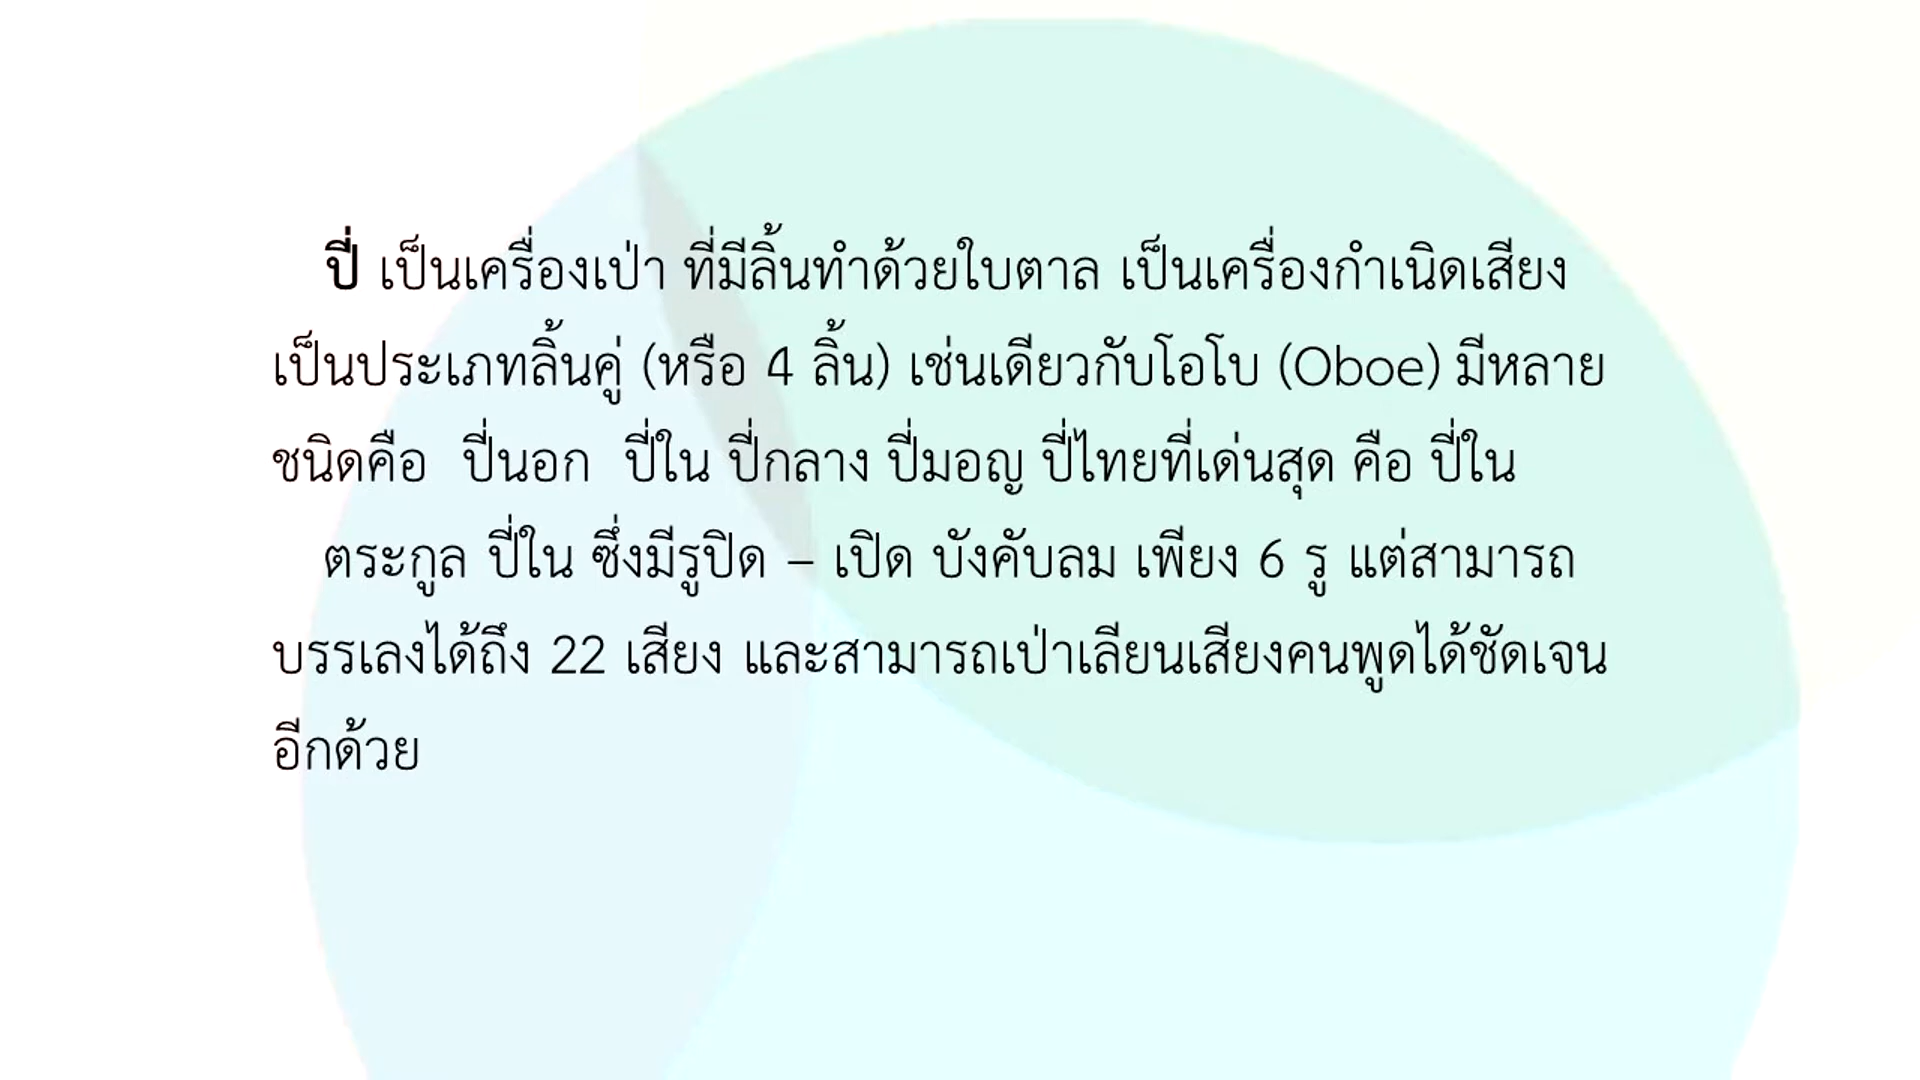 ปี่ เป็นเครื่องเป่า ที่มีลิ้นทำด้วยใบตาล เป็นเครื่องกำเนิดเสียง
เป็นประเภทลิ้นคู่ (หรือ 4 ลิ้น) เช่นเดียวกับโอโบ (Oboe) มีหลาย
ชนิดคือ ปี่นอก ปี่ใน ปี่กลาง ปี่มอญ ปี่ไทยที่เด่นสุด คือ ปี่ใน
ตระกูล ปี่ใน ซึ่งมีรูปิด – เปิด บังคับลม เพียง 6 รู แต่สามารถ
บรรเลงได้ถึง 22 เสียง และสามารถเป่าเลียนเสียงคนพูดได้ชัดเจน
อีกด้วย